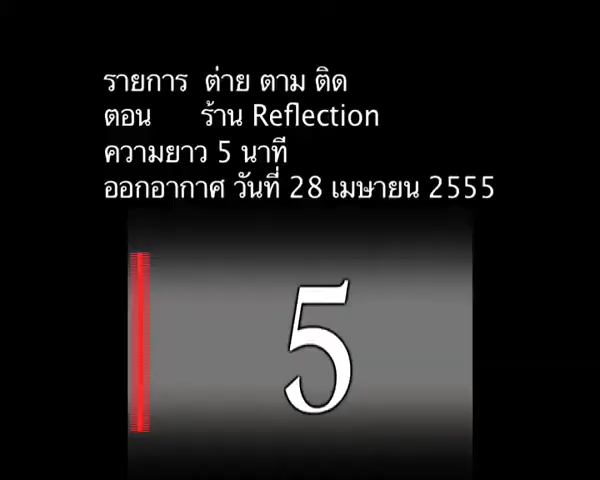 รายการ ต่าย ตาม ติด
ตอน ร้าน Reflection
ความยาว 5 นาที
ออกอากาศ วันที่ 28 เมษายน 2555
5